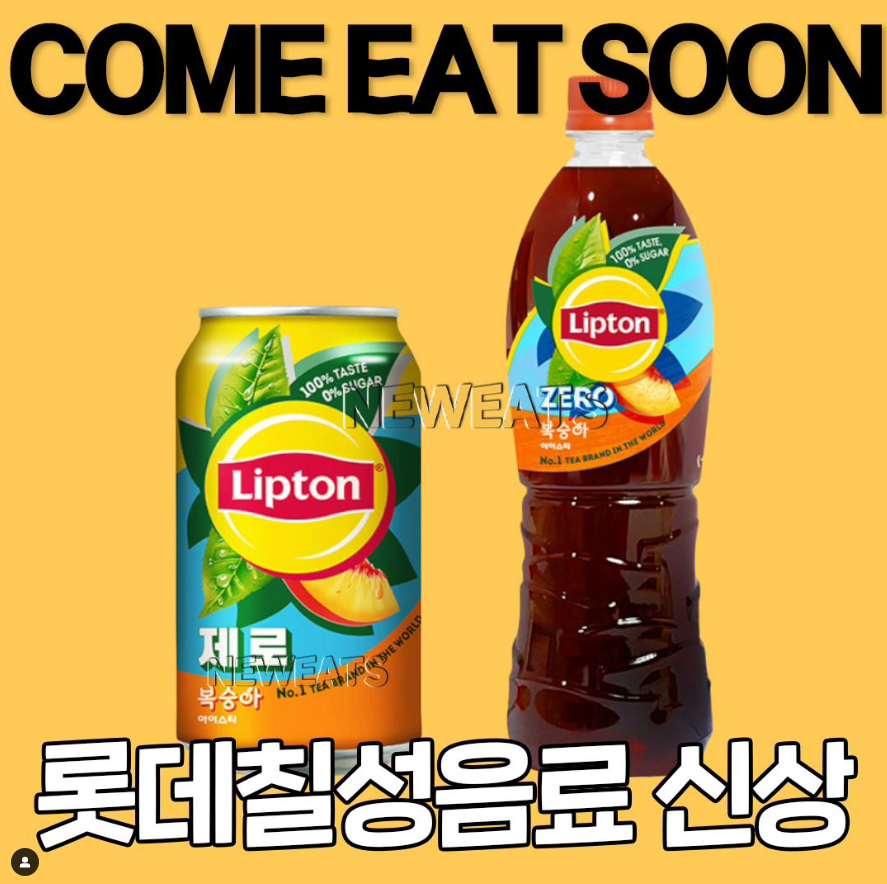 COME EAT SOON
100% TASTE,
0% SUGAR
Lipton
ZERO
복숭아
아이스티
No.1 TEA BRAND IN THE WORLD
100% TASTE
0% SUGAR
NEWEATS
Lipton®
제로
NEWEATS
복숭아
아이스티
No.1 TEA BRAND IN THE WORLD
롯데칠성음료 신상